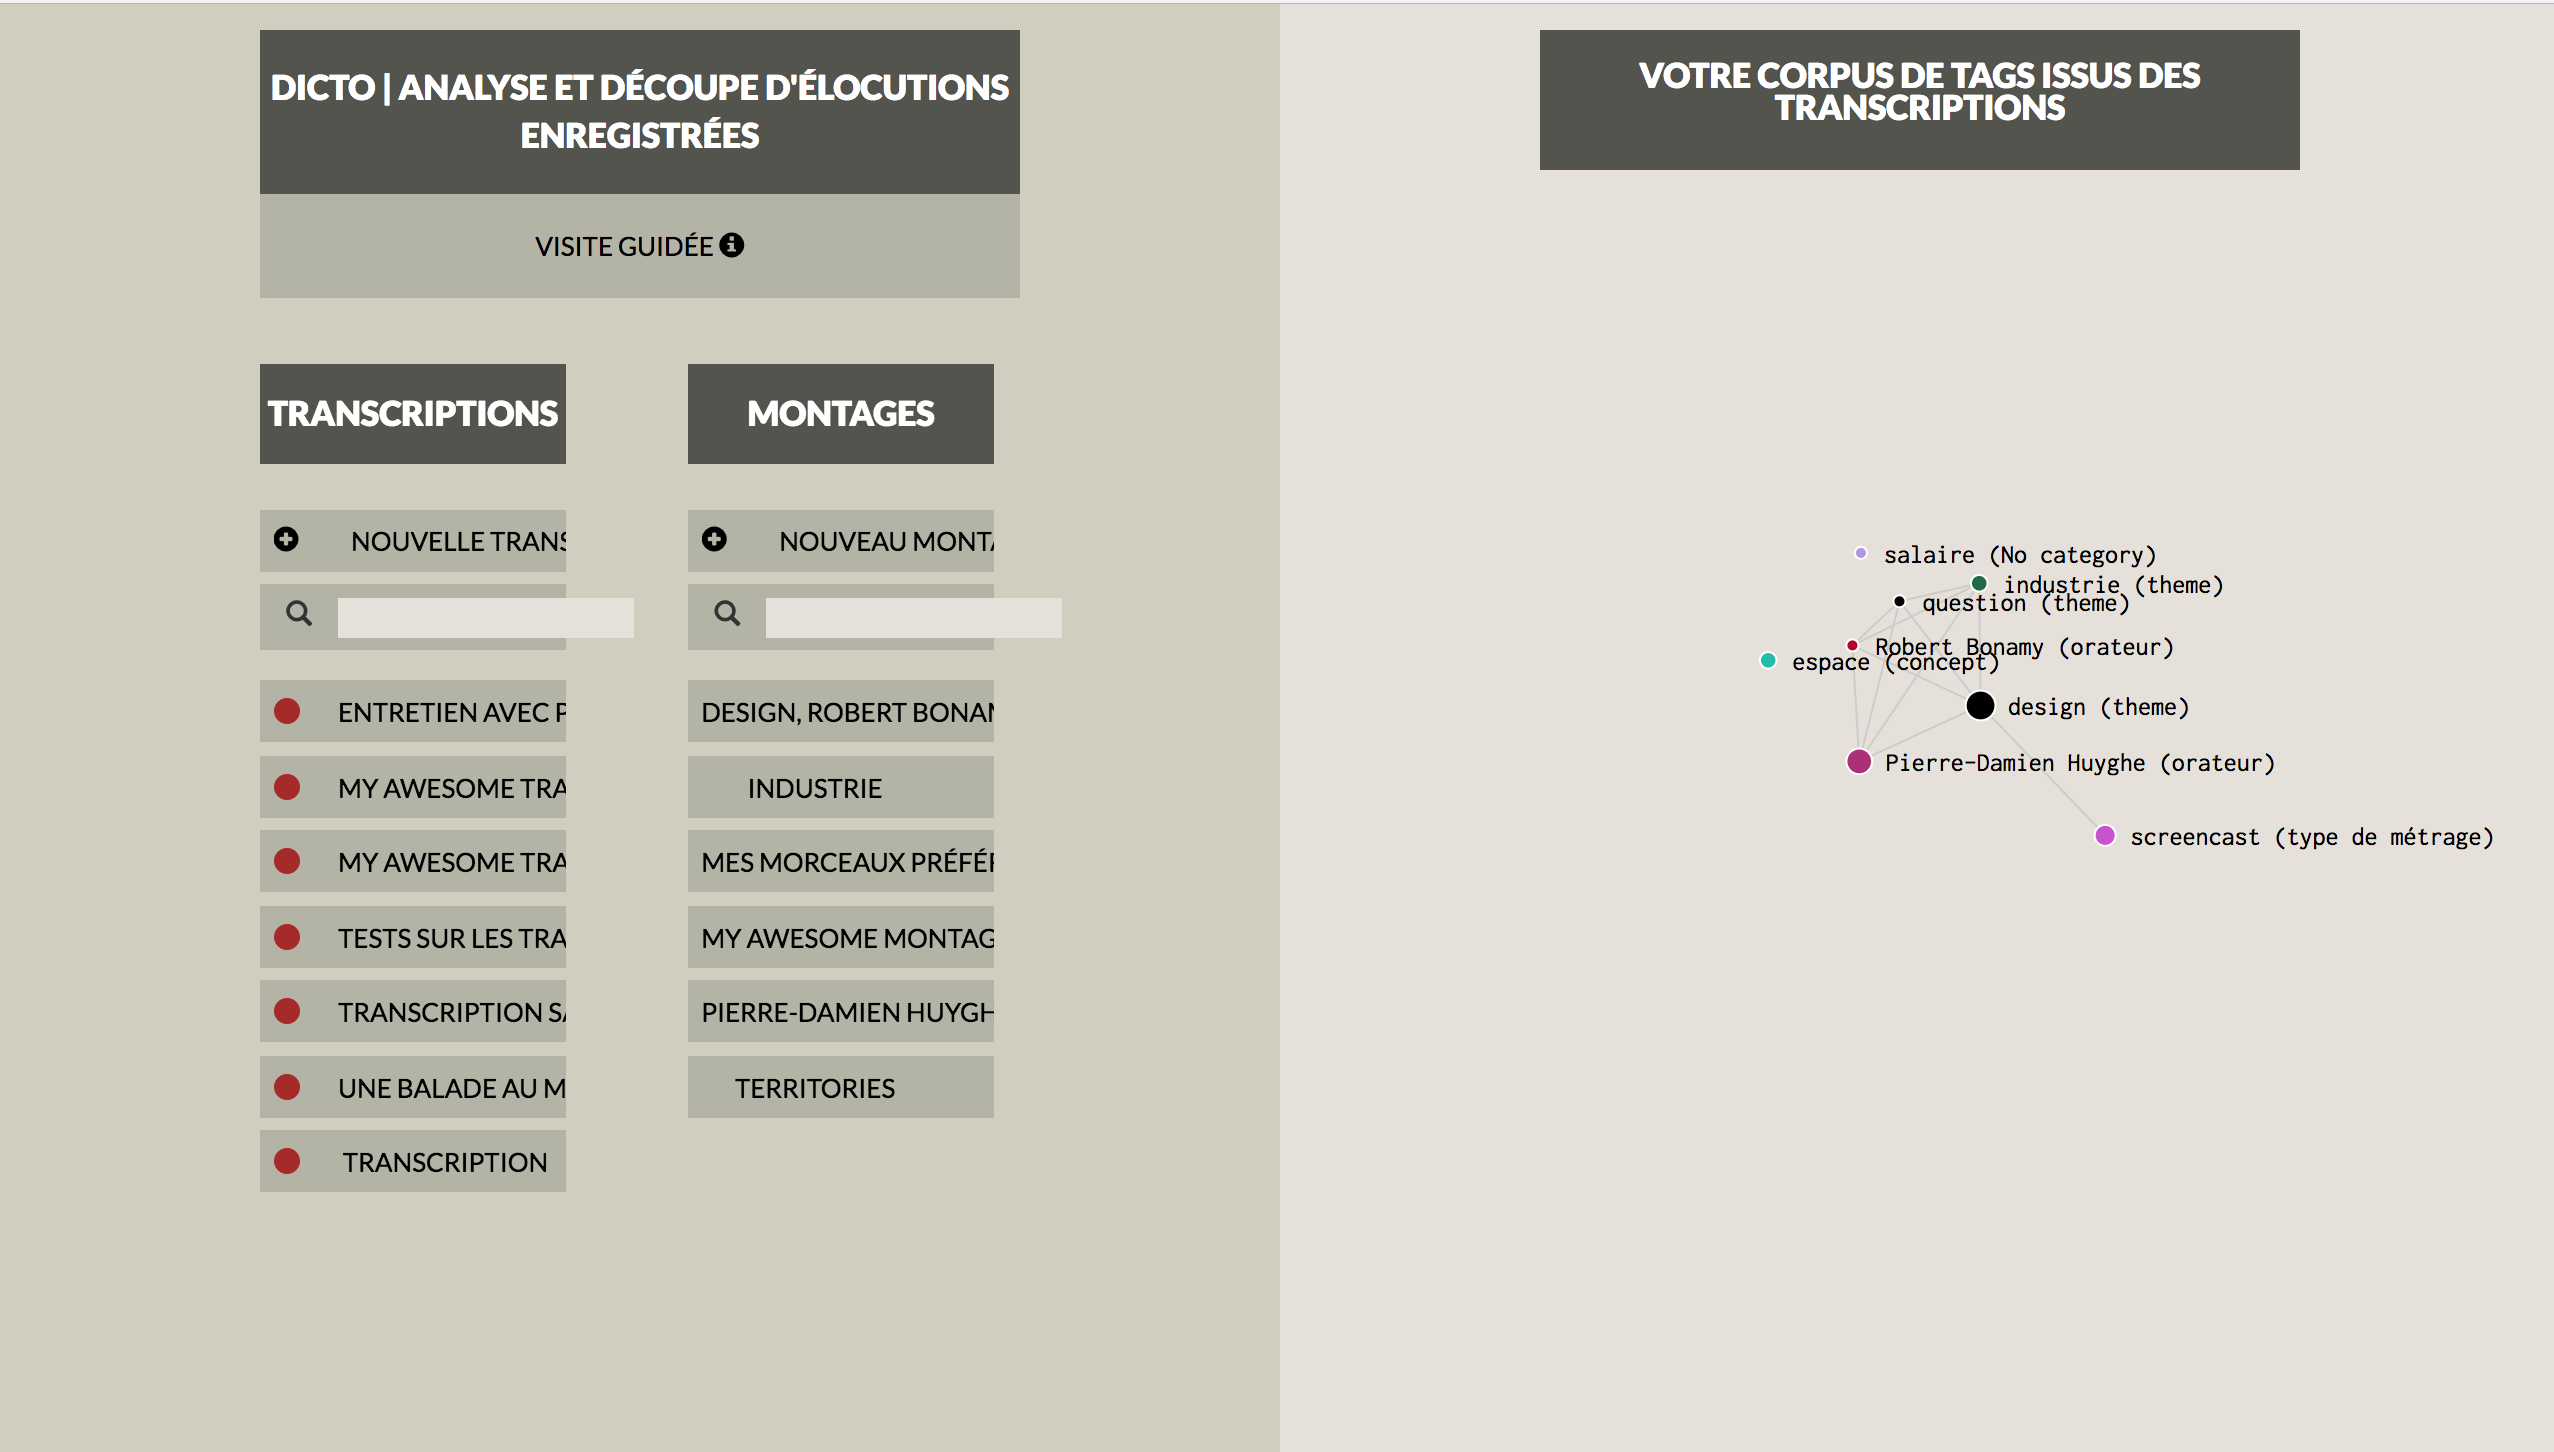 DICTO | ANALYSE ET DÉCOUPE D'ÉLOCUTIONS
ENREGISTRÉES
VISITE GUIDÉE
TRANSCRIPTIONS
NOUVELLE TRANS
ENTRETIEN AVEC P
MY AWESOME TRA
MY AWESOME TRA
TESTS SUR LES TRA
TRANSCRIPTION SA
UNE BALADE AU M
TRANSCRIPTION
MONTAGES
NOUVEAU MONTA
DESIGN, ROBERT BONAM
INDUSTRIE
MES MORCEAUX PRÉFÉR
MY AWESOME MONTAG
PIERRE-DAMIEN HUYGH
TERRITORIES
VOTRE CORPUS DE TAGS ISSUS DES
TRANSCRIPTIONS
salaire (No category)
industrie (theme)
question (theme)
Robert Bonamy (orateur)
espace (concept)
design (theme)
Pierre-Damien Huyghe (orateur)
screencast (type de métrage)